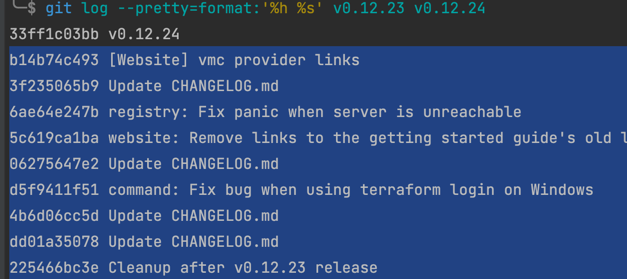 $ git log --pretty=format:'%h %s' v0.12.23 v0.12.24
33ff1c03bb v0.12.24
b14b74c493 [Website] vmc provider links
3f235065b9 Update CHANGELOG.md
6ae64e247b registry: Fix panic when server is unreachable
5c619ca1ba website: Remove links to the getting started guide's old l
06275647e2 Update CHANGELOG.md
d5f9411f51 command: Fix bug when using terraform login on Windows
4b6d06cc5d Update CHANGELOG.md
dd01a35078 Update CHANGELOG.md
225466bc3e Cleanup after v0.12.23 release